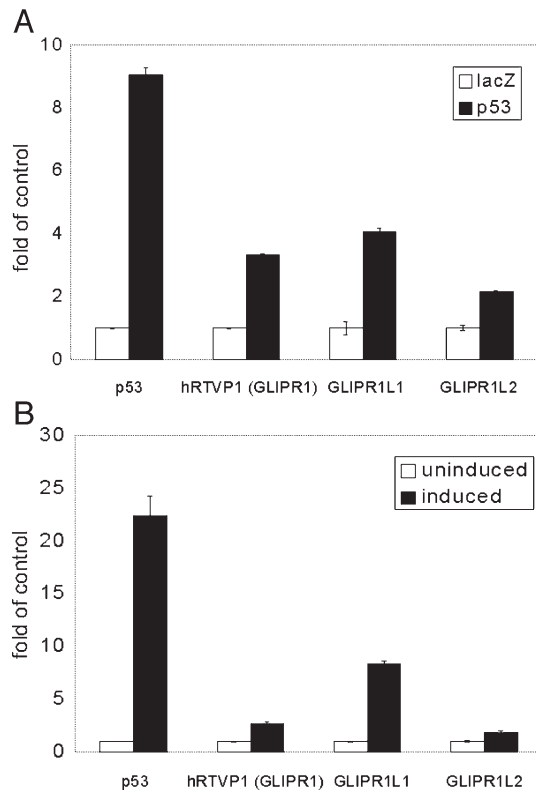 A
10
8
6
4
2
0
fold of control
lacZ
p53
p53
hRTVP1 (GLIPR1)
GLIPR1L1
GLIPR1L2
B
30
25
20
15
10
5
0
fold of control
uninduced
induced
p53
hRTVP1 (GLIPR1)
GLIPR1L1
GLIPR1L2